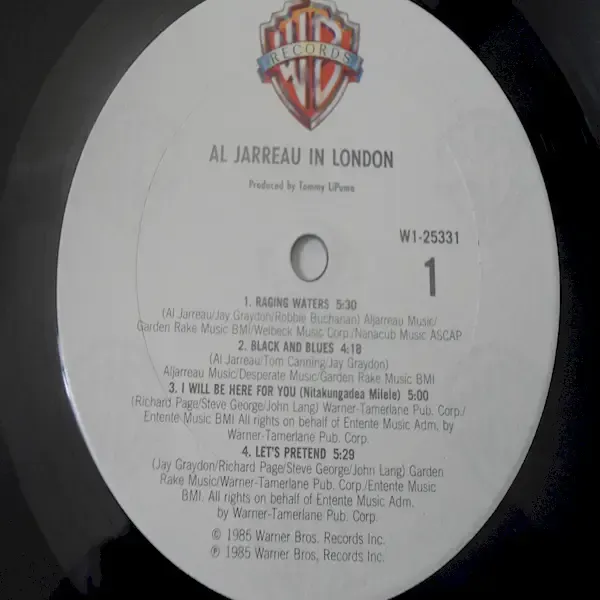 WB
RECORDS
AL JARREAU IN LONDON
Produced by Tommy LiPuma
W1-25331
1
1. RAGING WATERS 5:30
(Al Jarreau/Jay Graydon/Robbie Buchanan) Aljarreau Music/
Garden Rake Music BMI/Welbeck Music Corp./Nanacub Music ASCAP
2. BLACK AND BLUES 4:18
(Al Jarreau/Tom Canning/Jay Graydon)
Aljarreau Music/Desperate Music/Garden Rake Music BMI
3. I WILL BE HERE FOR YOU (Nitakungadea Milele) 5:00
(Richard Page/Steve George/John Lang) Warner-Tamerlane Pub. Corp./
Entente Music BMI All rights on behalf of Entente Music Adm. by
Warner-Tamerlane Pub. Corp.
4. LET'S PRETEND 5:29
(Jay Graydon/Richard Page/Steve George/John Lang) Garden
Rake Music/Warner-Tamerlane Pub. Corp./Entente Music
BMI. All rights on behalf of Entente Music Adm.
by Warner-Tamerlane Pub. Corp.
© 1985 Warner Bros. Records Inc.
℗ 1985 Warner Bros, Records Inc.